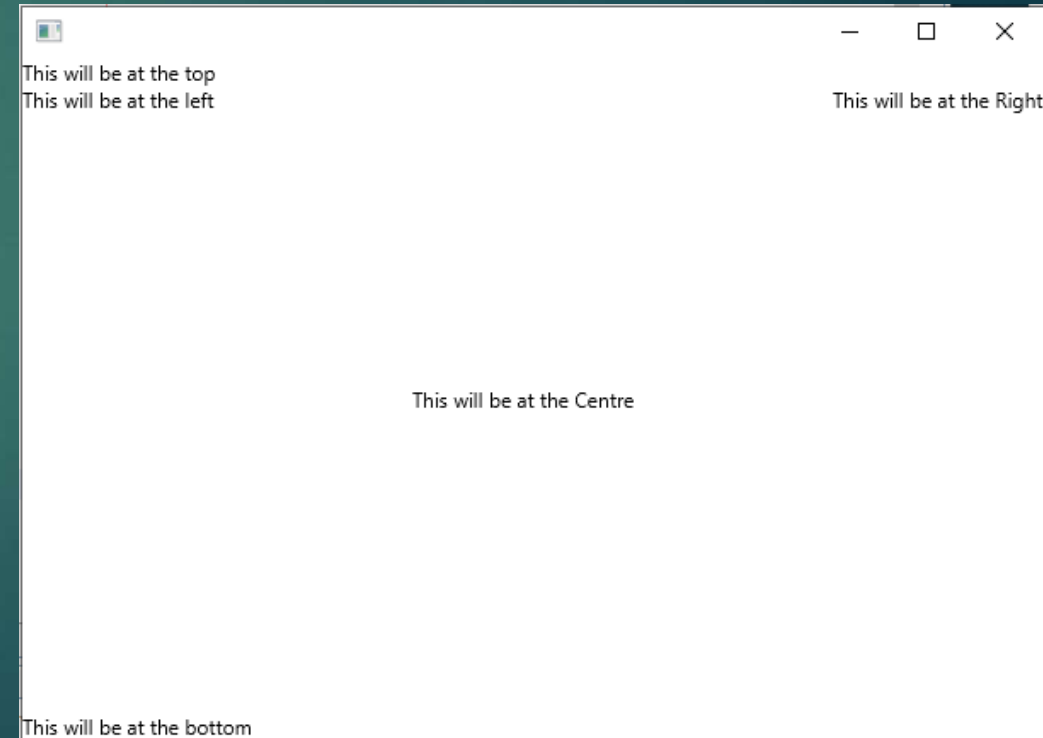 This will be at the top
This will be at the left
This will be at the Right
This will be at the Centre
This will be at the bottom